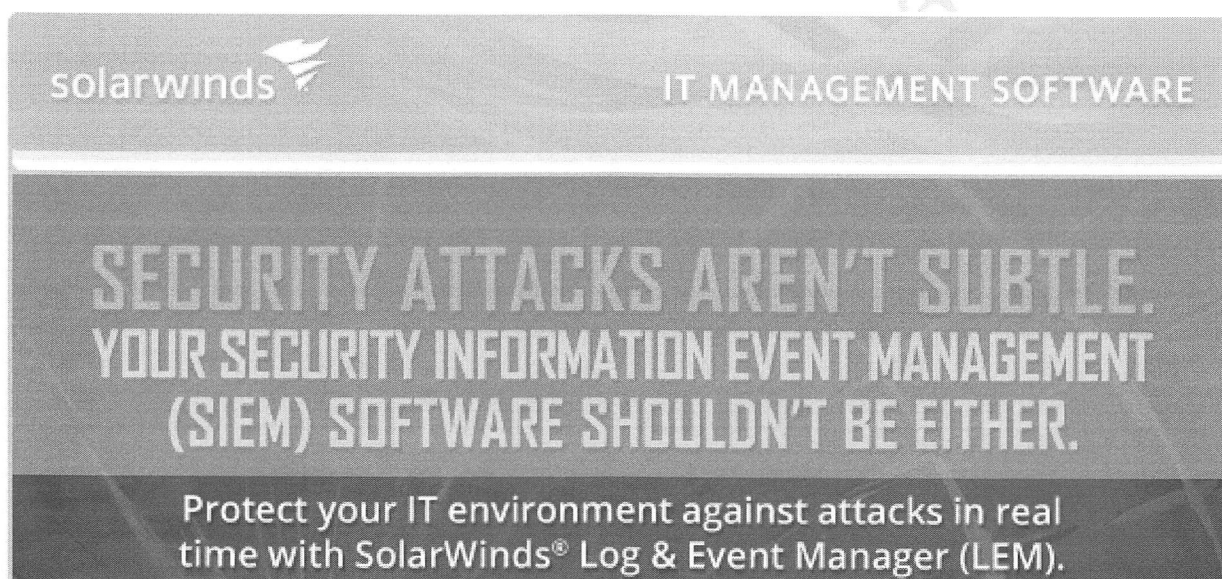 solarwinds
IT MANAGEMENT SOFTWARE
SECURITY ATTACKS AREN'T SUBTLE.
YOUR SECURITY INFORMATION EVENT MANAGEMENT
(SIEM) SOFTWARE SHOULDN'T BE EITHER.
Protect your IT environment against attacks in real
time with SolarWinds® Log & Event Manager (LEM).